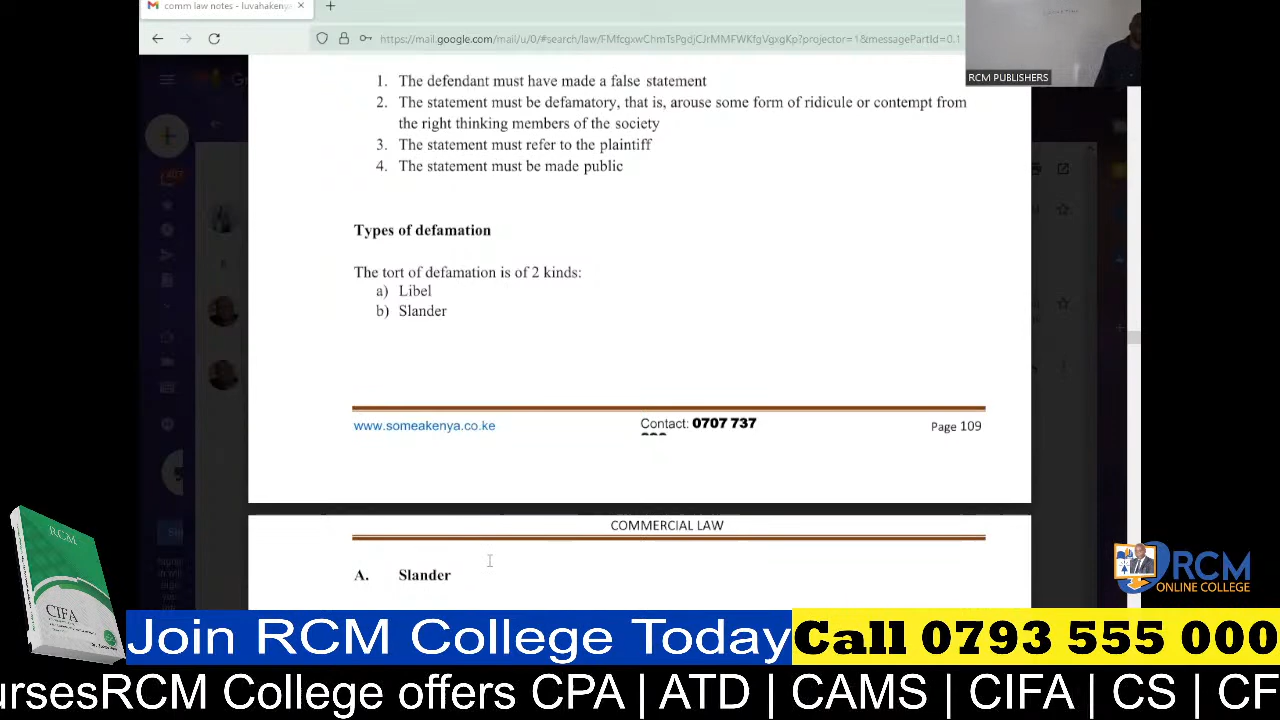 comm law notes - luvahakeny
https://mail.google.com/mail/u/0/#search/law/FMfcgxwChmTsPgdjCJrMMFWKfgVgxgKp?projector=1&messagePartId=0.1
RCM PUBLISHERS
1. The defendant must have made a false statement
2. The statement must be defamatory, that is, arouse some form of ridicule or contempt from
the right thinking members of the society
3. The statement must refer to the plaintiff
4. The statement must be made public
Types of defamation
The tort of defamation is of 2 kinds:
a) Libel
b) Slander
www.someakenya.co.ke
Contact: 0707 737
Page 109
COMMERCIAL LAW
A. Slander
RCM
CIFA
RCM
ONLINE COLLEGE
Join RCM College Today
Call 0793 555 000
ursesRCM College offers CPA | ATD | CAMS | CIFA | CS | CF